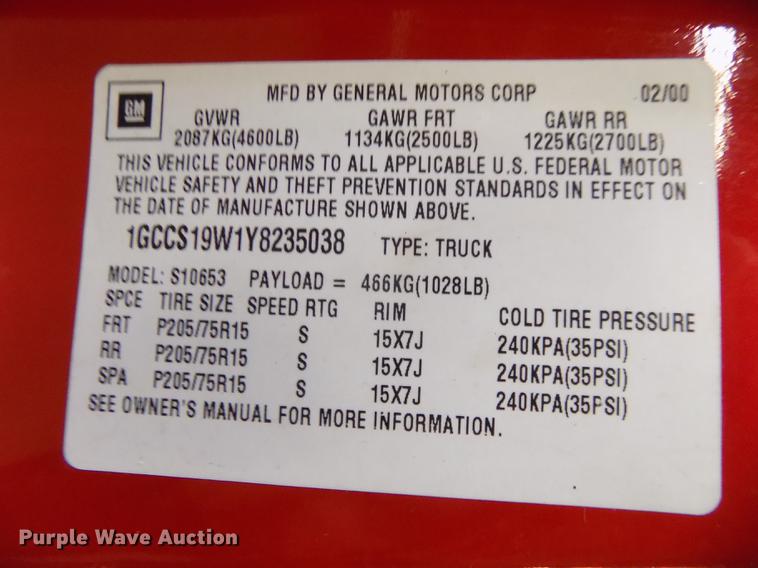 GM
MFD BY GENERAL MOTORS CORP 02/00
GVWR GAWR FRT GAWR RR
2087KG(4600LB) 1134KG(2500LB) 1225KG(2700LB)
THIS VEHICLE CONFORMS TO ALL APPLICABLE U.S. FEDERAL MOTOR
VEHICLE SAFETY AND THEFT PREVENTION STANDARDS IN EFFECT ON
THE DATE OF MANUFACTURE SHOWN ABOVE.
1GCCS19W1Y8235038 TYPE: TRUCK
MODEL: S10653 PAYLOAD = 466KG(1028LB)
SPCE TIRE SIZE SPEED RTG RIM COLD TIRE PRESSURE
FRT P205/75R15 S 15X7J 240KPA(35PSI)
RR P205/75R15 S 15X7J 240KPA(35PSI)
SPA P205/75R15 S 15X7J 240KPA(35PSI)
SEE OWNER'S MANUAL FOR MORE INFORMATION.
Purple Wave Auction